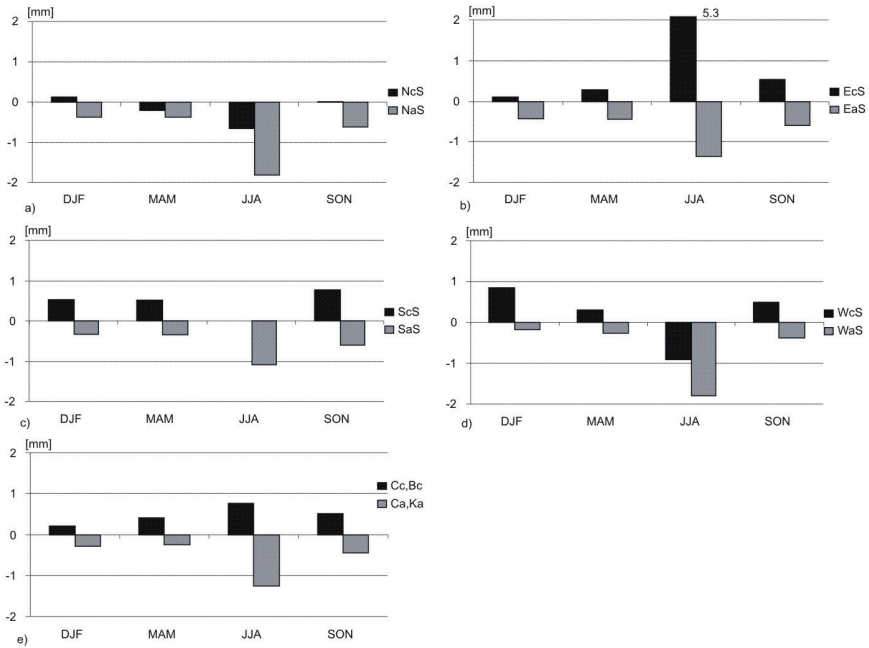 [mm]
2
1
0
-1
-2
DJF
MAM
JJA
SON
NcS
NaS
a)
[mm]
5.3
2
1
0
-1
-2
DJF
MAM
JJA
SON
EcS
EaS
b)
[mm]
2
1
0
-1
-2
DJF
MAM
JJA
SON
ScS
SaS
c)
[mm]
2
1
0
-1
-2
DJF
MAM
JJA
SON
WcS
WaS
d)
[mm]
2
1
0
-1
-2
DJF
MAM
JJA
SON
Cc,Bc
Ca,Ka
e)